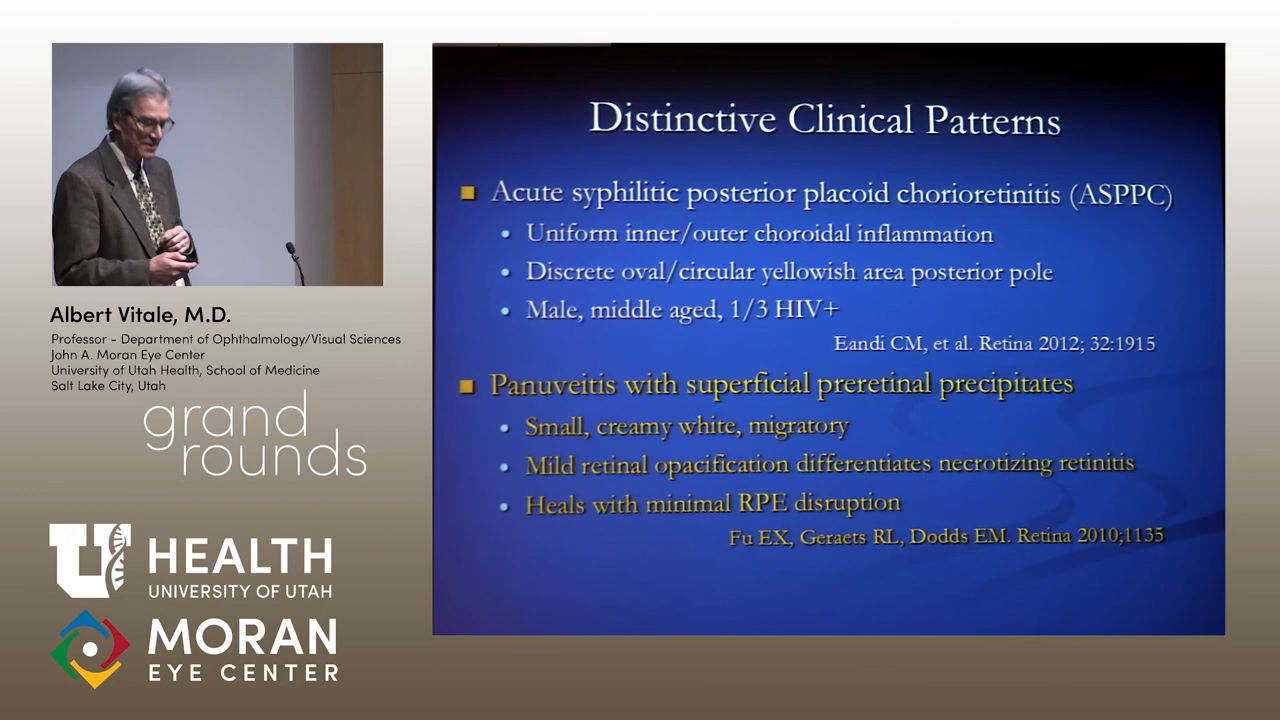 Distinctive Clinical Patterns
Acute syphilitic posterior placoid chorioretinitis (ASPPC)
Uniform inner/outer choroidal inflammation
Discrete oval/circular yellowish area posterior pole
Male, middle aged, 1/3 HIV+
Eandi CM, et al. Retina 2012; 32:1915
Panuveitis with superficial preretinal precipitates
Small, creamy white, migratory
Mild retinal opacification differentiates necrotizing retinitis
Heals with minimal RPE disruption
Fu EX, Geraets RL, Dodds EM. Retina 2010;1135
Albert Vitale, M.D.
Professor - Department of Ophthalmology/Visual Sciences
John A. Moran Eye Center
University of Utah Health, School of Medicine
Salt Lake City, Utah
grand
rounds
U HEALTH
UNIVERSITY OF UTAH
MORAN
EYE CENTER